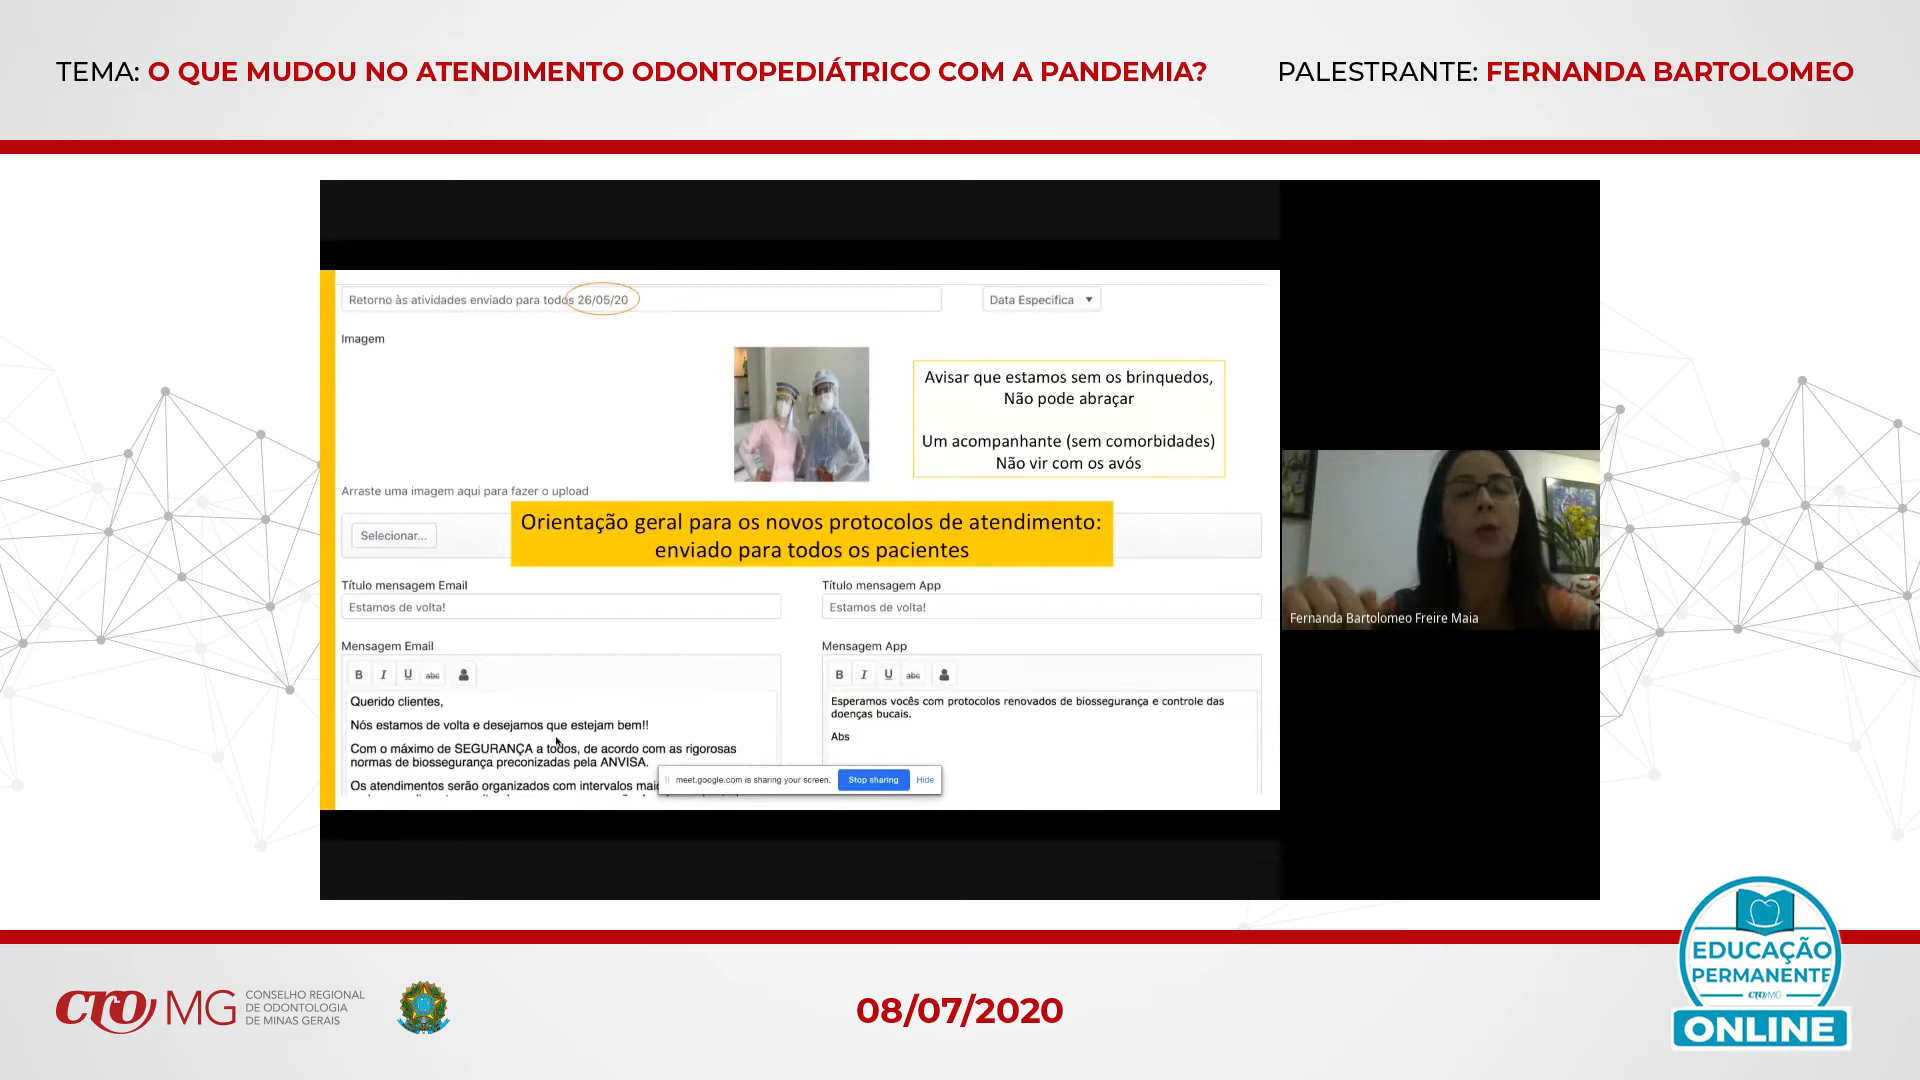 TEMA: O QUE MUDOU NO ATENDIMENTO ODONTOPEDIÁTRICO COM A PANDEMIA?
PALESTRANTE: FERNANDA BARTOLOMEO
Retorno às atividades enviado para todos 26/05/20
Data Especifica
Imagem
Avisar que estamos sem os brinquedos,
Não pode abraçar
Um acompanhante (sem comorbidades)
Não vir com os avós
Arraste uma imagem aqui para fazer o upload
Selecionar...
Orientação geral para os novos protocolos de atendimento:
enviado para todos os pacientes
Título mensagem Email
Título mensagem App
Estamos de volta!
Estamos de volta!
Mensagem Email
Mensagem App
B I U abc
B I U abc
Querido clientes,
Nós estamos de volta e desejamos que estejam bem!!
Com o máximo de SEGURANÇA a todos, de acordo com as rigorosas
normas de biossegurança preconizadas pela ANVISA.
Os atendimentos serão organizados com intervalos
Esperamos vocês com protocolos renovados de biossegurança e controle das
doenças bucais.
Abs
meet.google.com is sharing your screen.
Stop sharing
Hide
Fernanda Bartolomeo Freire Maia
CRO MG
CONSELHO REGIONAL
DE ODONTOLOGIA
DE MINAS GERAIS
08/07/2020
EDUCAÇÃO
PERMANENTE
CRO MG
ONLINE